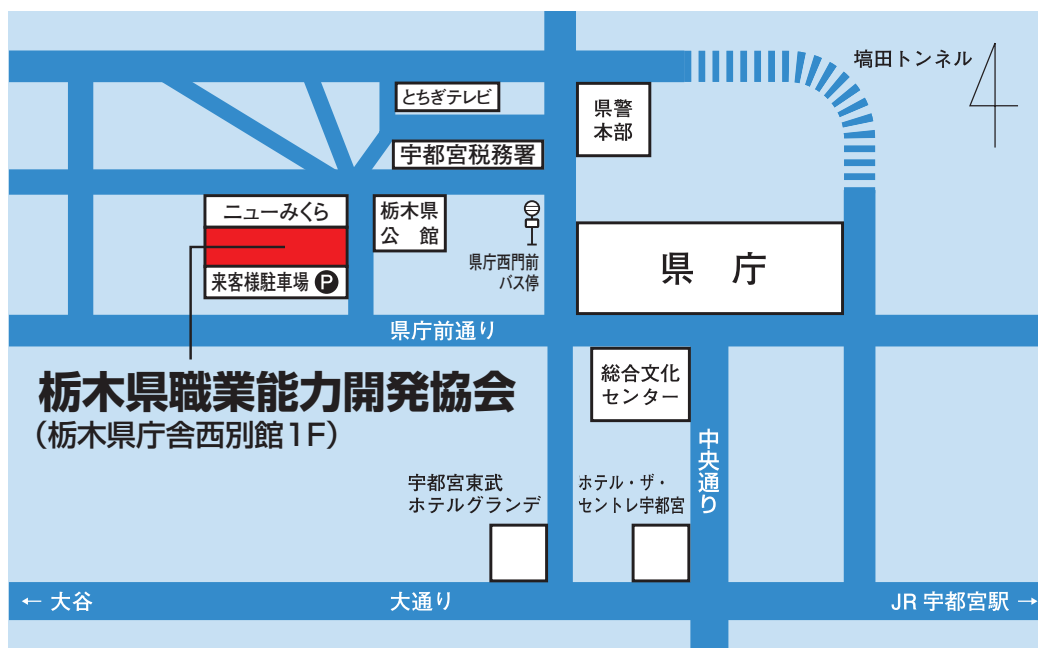 塙田トンネル
とちぎテレビ
県警
本部
宇都宮税務署
ニューみくら
栃木県
公 館
県庁西門前
バス停
県 庁
来客様駐車場 P
県庁前通り
栃木県職業能力開発協会
(栃木県庁舎西別館1F)
総合文化
センター
中央通り
宇都宮東武
ホテルグランデ
ホテル・ザ・
セントレ宇都宮
← 大谷
大通り
JR 宇都宮駅 →